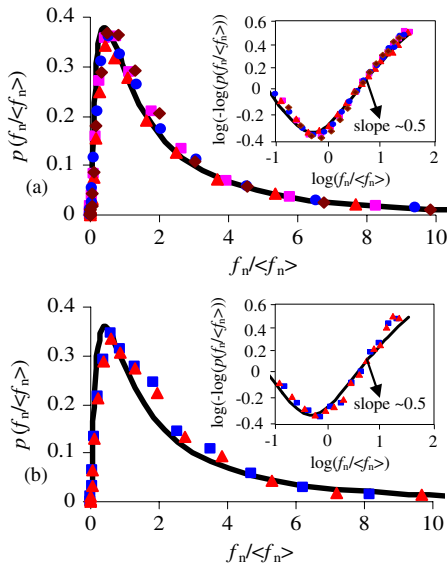 0.4
0.3
0.2
0.1
0
p(fₙ/<fₙ>)
(a)
0 2 4 6 8 10
fₙ/<fₙ>
0.6
0.4
0.2
0
-0.2
-0.4
log(-log(p(fₙ/<fₙ>))
-1 0 1 2
log(fₙ/<fₙ>)
slope ~0.5
0.4
0.3
0.2
0.1
0
p(fₙ/<fₙ>)
(b)
0 2 4 6 8 10
fₙ/<fₙ>
0.6
0.4
0.2
0
-0.2
-0.4
log(-log(p(fₙ/<fₙ>))
-1 0 1 2
log(fₙ/<fₙ>)
slope ~0.5